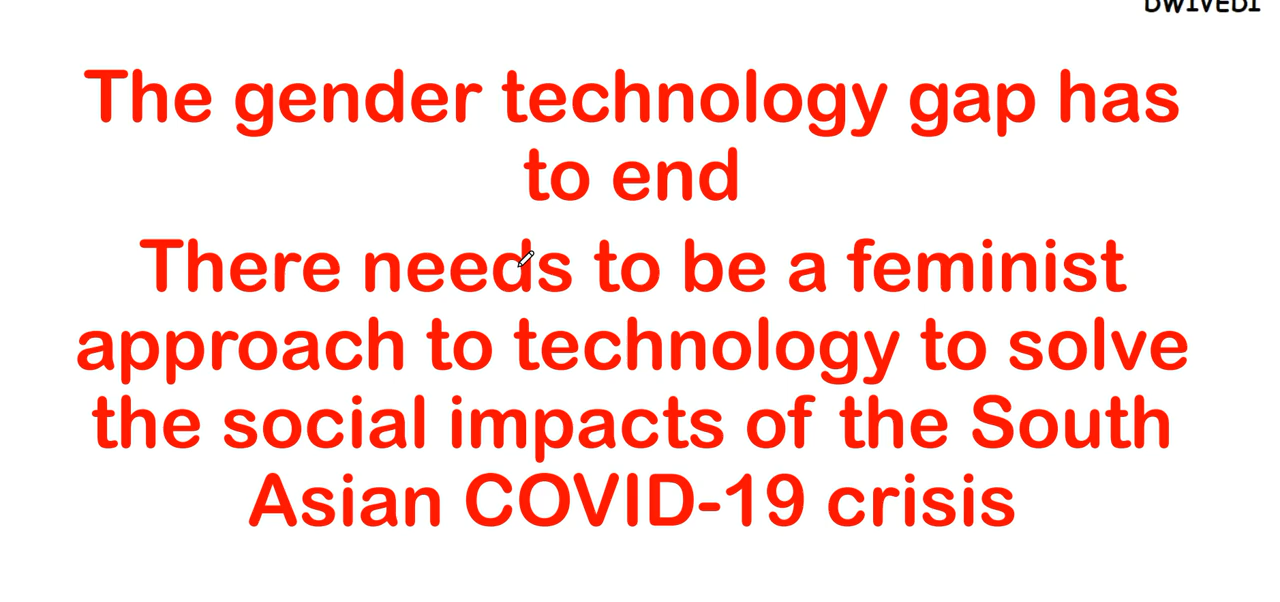 DWIVEDI
The gender technology gap has
to end
There needs to be a feminist
approach to technology to solve
the social impacts of the South
Asian COVID-19 crisis